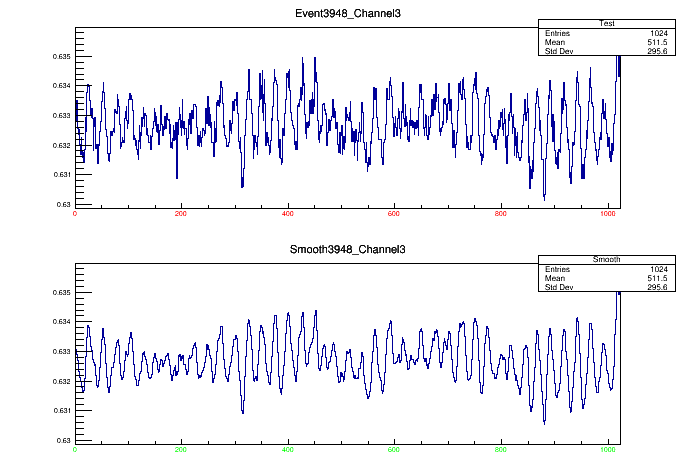 Event3948_Channel3
Test
Entries 1024
Mean 511.5
Std Dev 295.6
0.635
0.634
0.633
0.632
0.631
0.63
0 200 400 600 800 1000
Smooth3948_Channel3
Smooth
Entries 1024
Mean 511.5
Std Dev 295.6
0.635
0.634
0.633
0.632
0.631
0.63
0 200 400 600 800 1000